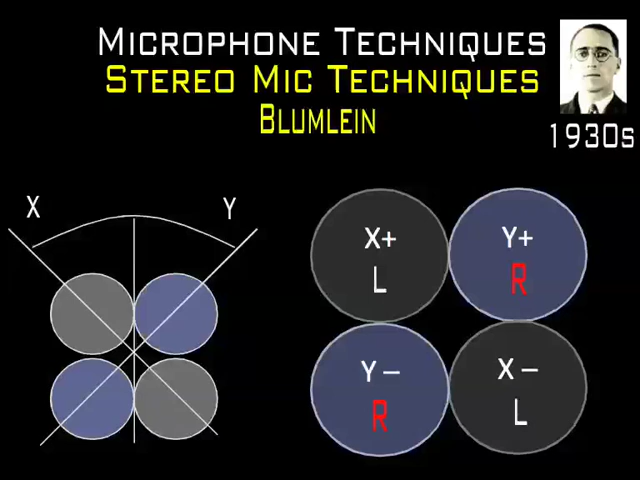 Microphone Techniques
Stereo Mic Techniques
Blumlein
1930s
X
Y
X+
L
Y+
R
Y–
R
X–
L